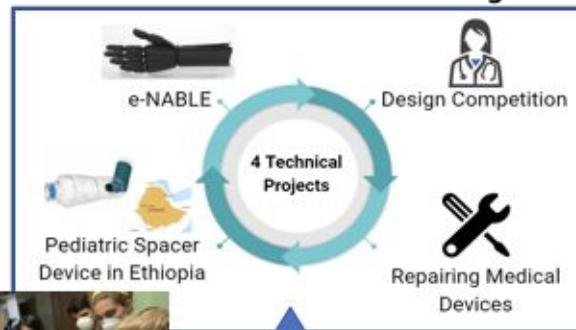 e-NABLE
Design Competition
4 Technical
Projects
Pediatric Spacer
Device in Ethiopia
Repairing Medical
Devices